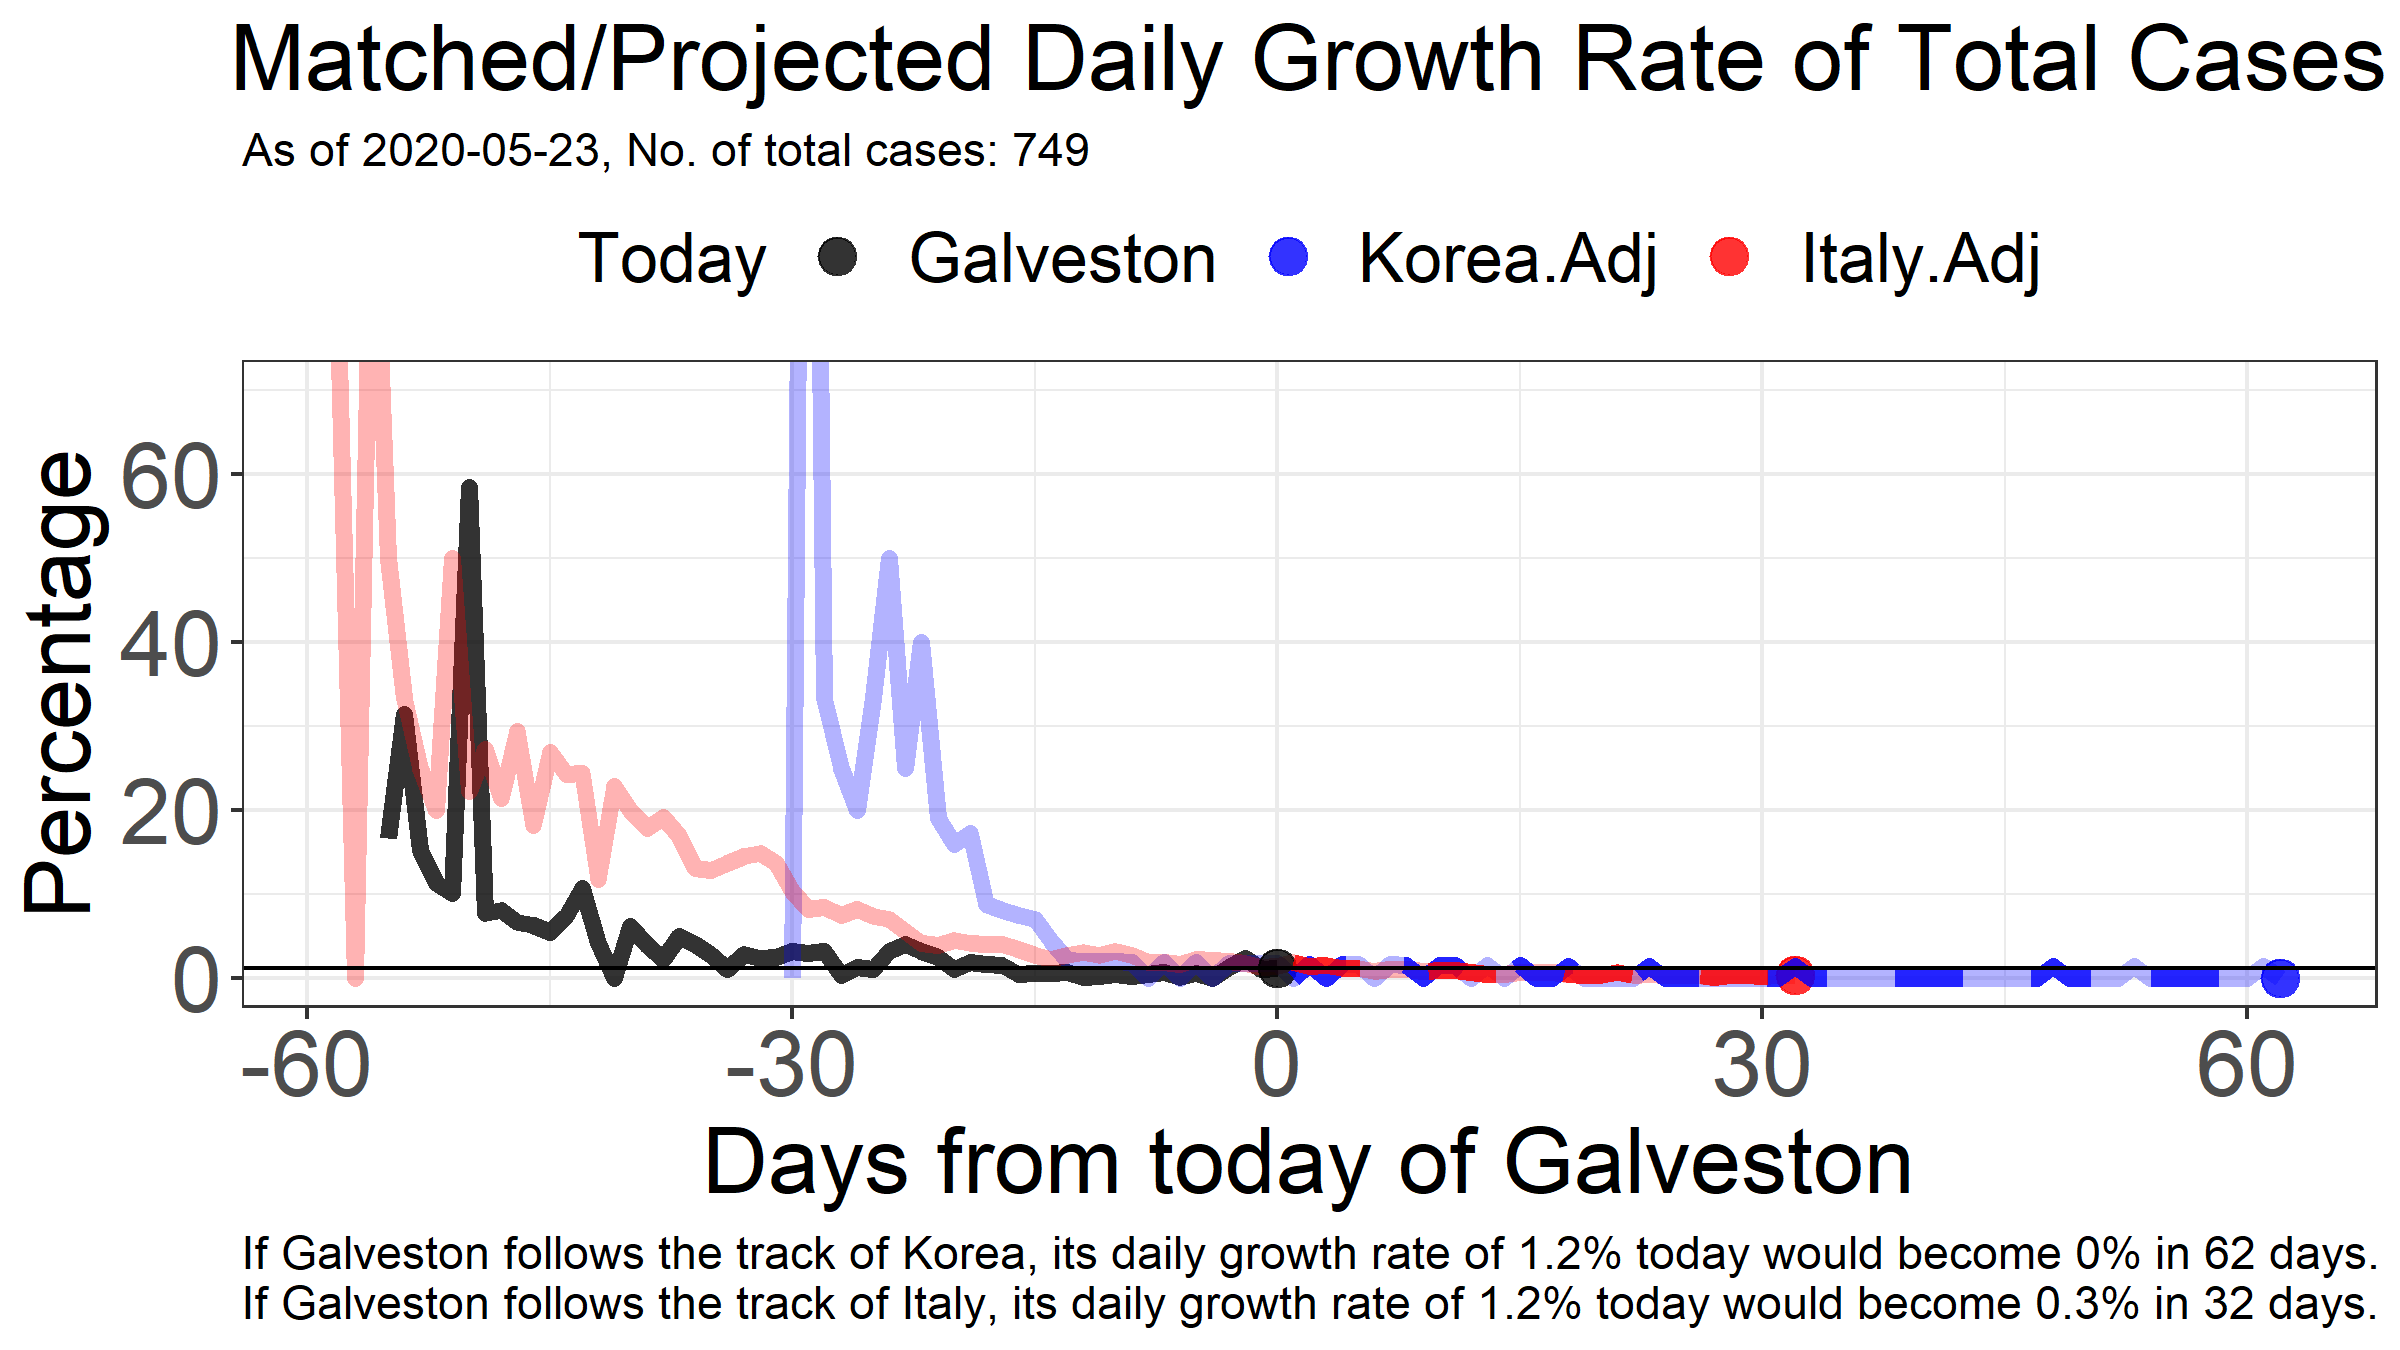 Matched/Projected Daily Growth Rate of Total Cases
As of 2020-05-23, No. of total cases: 749
Today Galveston Korea.Adj Italy.Adj
Percentage
60
40
20
0
-60 -30 0 30 60
Days from today of Galveston
If Galveston follows the track of Korea, its daily growth rate of 1.2% today would become 0% in 62 days.
If Galveston follows the track of Italy, its daily growth rate of 1.2% today would become 0.3% in 32 days.